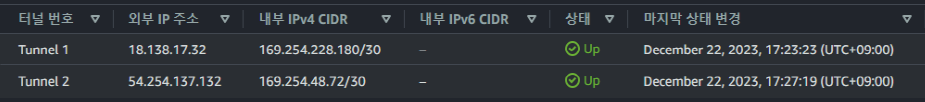 터널 번호 외부 IP 주소 내부 IPv4 CIDR 내부 IPv6 CIDR 상태 마지막 상태 변경
Tunnel 1 18.138.17.32 169.254.228.180/30 – Up December 22, 2023, 17:23:23 (UTC+09:00)
Tunnel 2 54.254.137.132 169.254.48.72/30 – Up December 22, 2023, 17:27:19 (UTC+09:00)